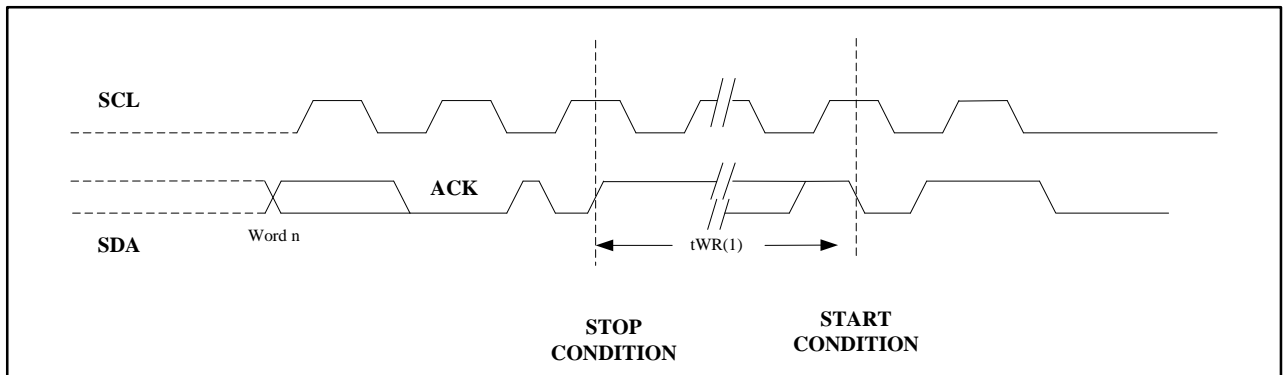 SCL
ACK
Word n
SDA
tWR(1)
STOP
CONDITION
START
CONDITION